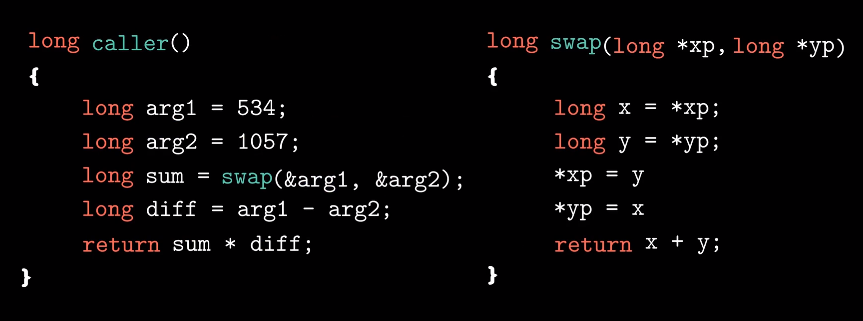 long caller()
{
long arg1 = 534;
long arg2 = 1057;
long sum = swap(&arg1, &arg2);
long diff = arg1 - arg2;
return sum * diff;
}
long swap(long *xp, long *yp)
{
long x = *xp;
long y = *yp;
*xp = y
*yp = x
return x + y;
}